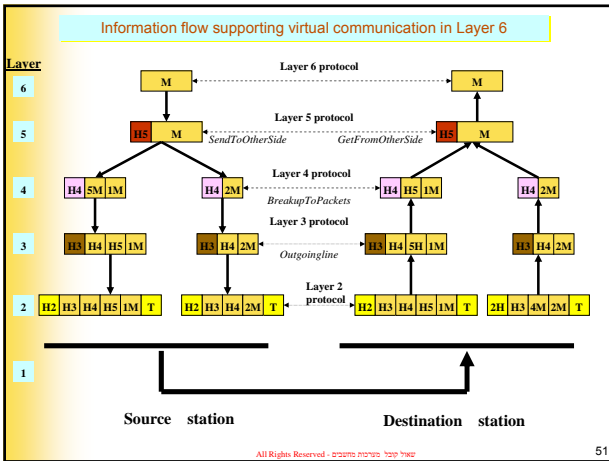 Information flow supporting virtual communication in Layer 6
Layer
Layer 6 protocol
6 M M
Layer 5 protocol
5 H5 M SendToOtherSide GetFromOtherSide H5 M
Layer 4 protocol
4 H4 5M 1M H4 2M H4 H5 1M H4 2M
BreakupToPackets
Layer 3 protocol
3 H3 H4 H5 1M H3 H4 2M H3 H4 5H 1M H3 H4 2M
Outgoingline
Layer 2
protocol
2 H2 H3 H4 H5 1M T H2 H3 H4 2M T H2 H3 H4 H5 1M T 2H H3 4M 2M T
1
Source station Destination station
All Rights Reserved - שאול קובל מערכות מחשבים
51